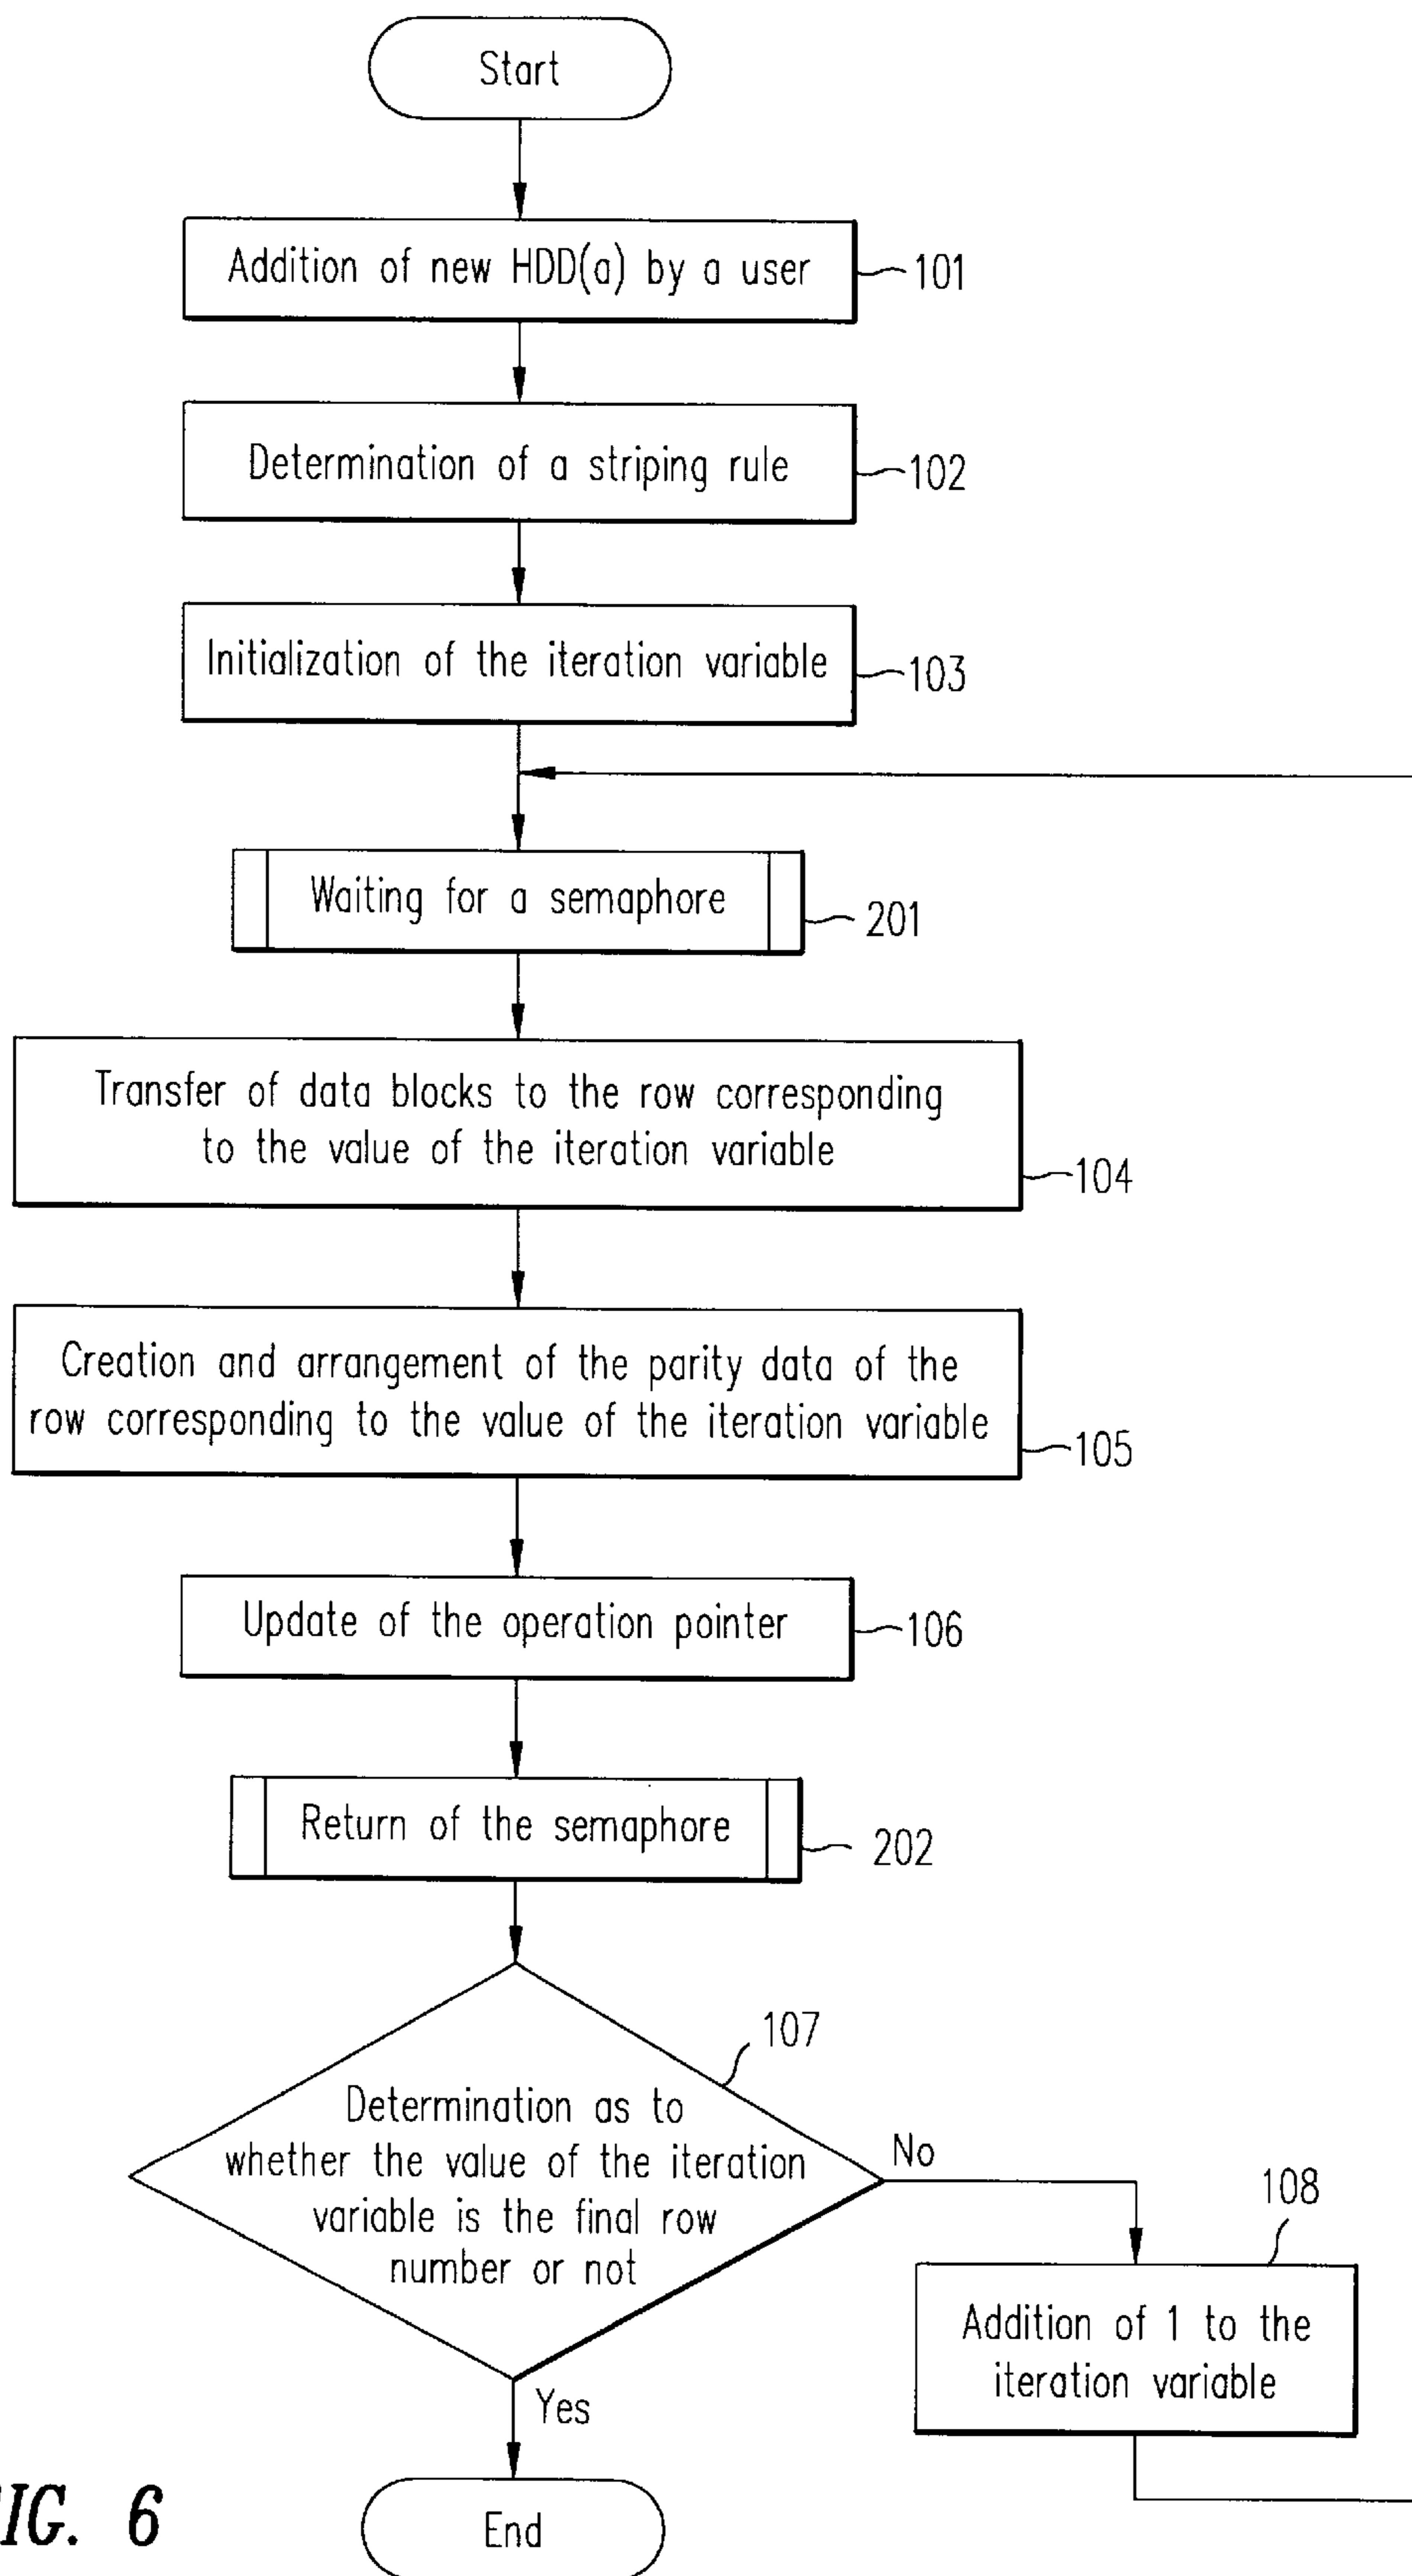 Start
Addition of new HDD(a) by a user
101
Determination of a striping rule
102
Initialization of the iteration variable
103
Waiting for a semaphore
201
Transfer of data blocks to the row corresponding
to the value of the iteration variable
104
Creation and arrangement of the parity data of the
row corresponding to the value of the iteration variable
105
Update of the operation pointer
106
Return of the semaphore
202
107
Determination as to
whether the value of the iteration
variable is the final row
number or not
No
108
Addition of 1 to the
iteration variable
Yes
End
IG. 6